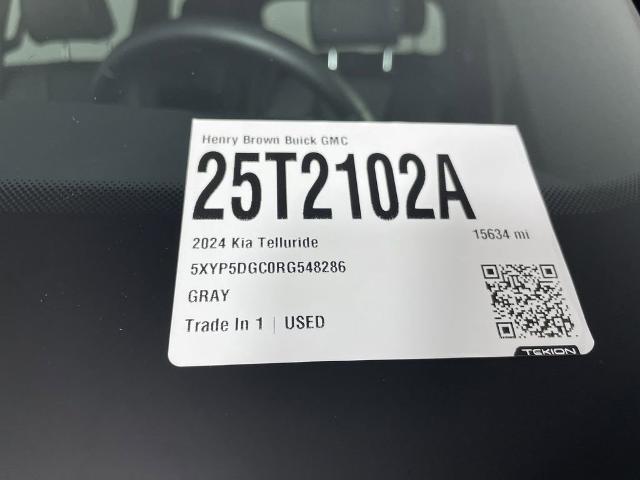 Henry Brown Buick GMC
25T2102A
2024 Kia Telluride
15634 mi
5XYP5DGC0RG548286
GRAY
Trade In 1 | USED
TEKION